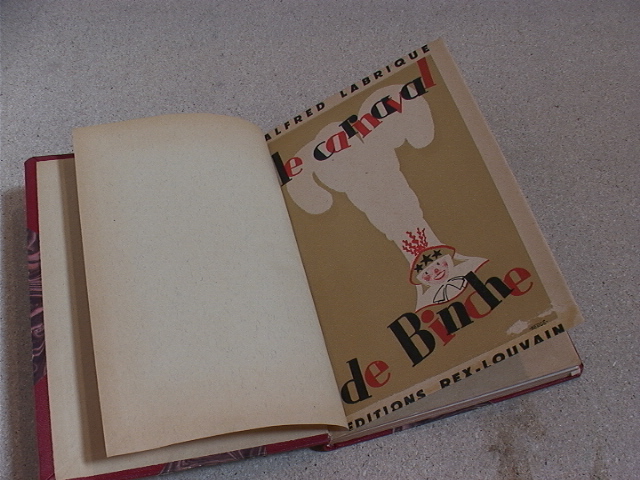 ALFRED LABRIQUE
le carnaval
de Binche
EDITIONS REX-LOUVAIN